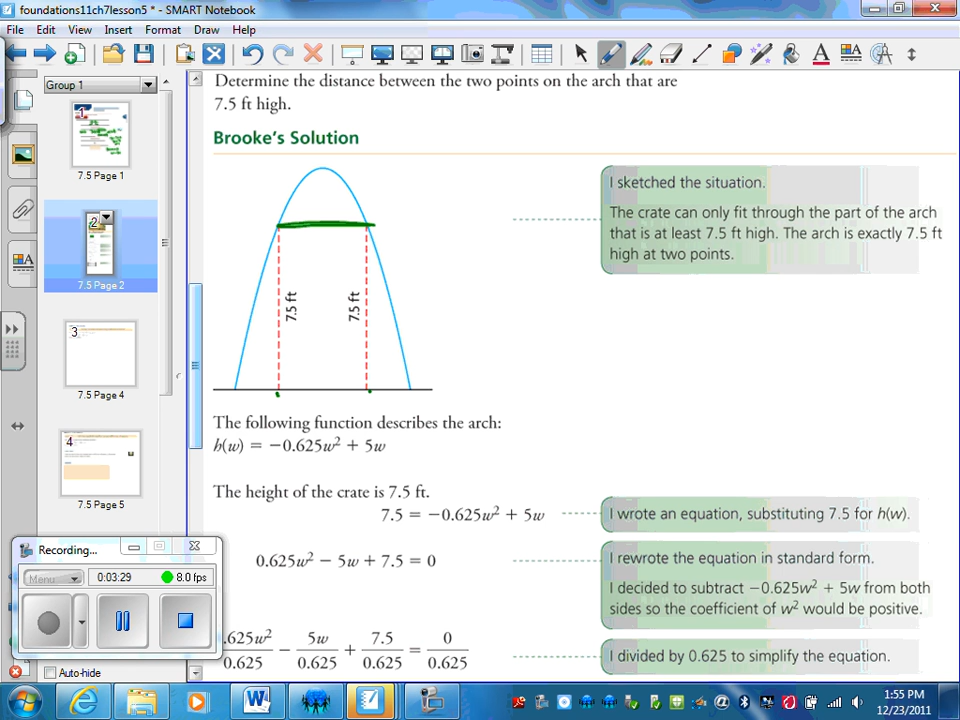 foundations11ch7lesson5 * - SMART Notebook
File Edit View Insert Format Draw Help
Group 1
1
7.5 Page 1
2
7.5 Page 2
3
7.5 Page 4
4
7.5 Page 5
Determine the distance between the two points on the arch that are
7.5 ft high.
Brooke's Solution
7.5 ft
7.5 ft
I sketched the situation.
The crate can only fit through the part of the arch
that is at least 7.5 ft high. The arch is exactly 7.5 ft
high at two points.
The following function describes the arch:
h(w) = −0.625w² + 5w
The height of the crate is 7.5 ft.
7.5 = −0.625w² + 5w
I wrote an equation, substituting 7.5 for h(w).
0.625w² − 5w + 7.5 = 0
I rewrote the equation in standard form.
I decided to subtract −0.625w² + 5w from both
sides so the coefficient of w² would be positive.
.625w²/0.625 − 5w/0.625 + 7.5/0.625 = 0/0.625
I divided by 0.625 to simplify the equation.
Recording...
Menu
0:03:29
8.0 fps
Auto-hide
1:55 PM
12/23/2011